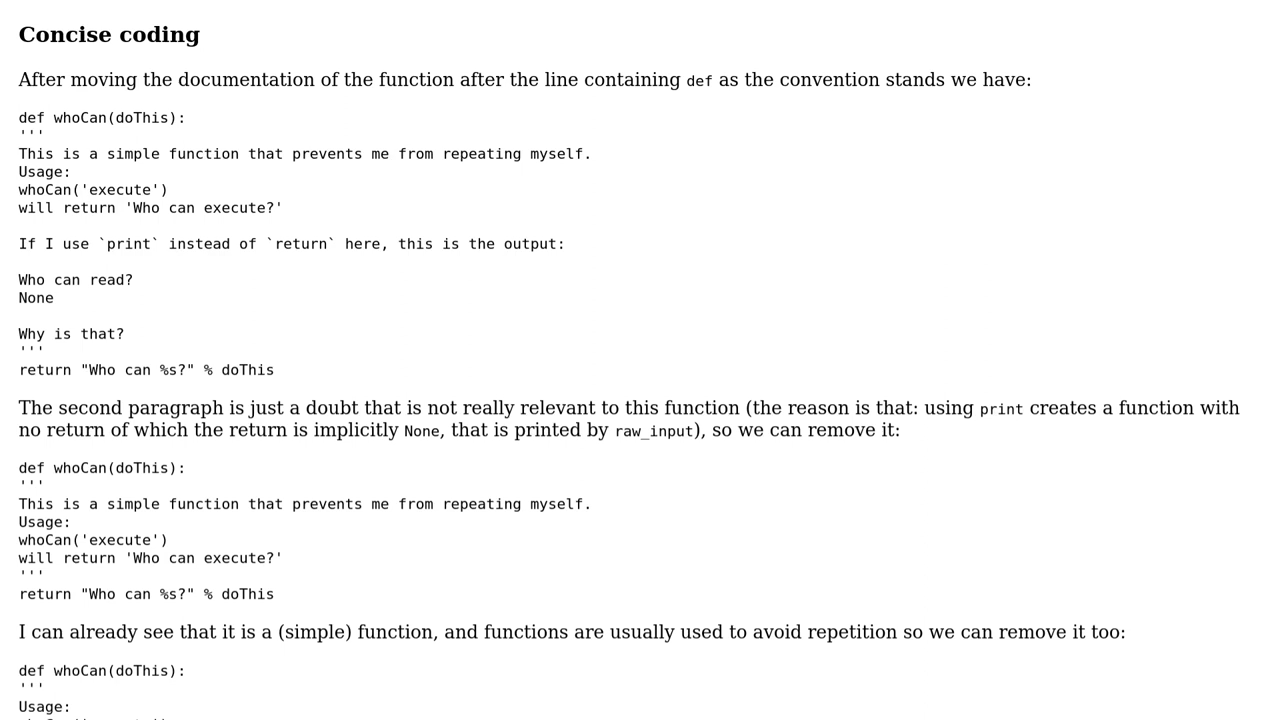 Concise coding
After moving the documentation of the function after the line containing def as the convention stands we have:
def whoCan(doThis):
'''
This is a simple function that prevents me from repeating myself.
Usage:
whoCan('execute')
will return 'Who can execute?'
If I use `print` instead of `return` here, this is the output:
Who can read?
None
Why is that?
'''
return "Who can %s?" % doThis
The second paragraph is just a doubt that is not really relevant to this function (the reason is that: using print creates a function with
no return of which the return is implicitly None, that is printed by raw_input), so we can remove it:
def whoCan(doThis):
'''
This is a simple function that prevents me from repeating myself.
Usage:
whoCan('execute')
will return 'Who can execute?'
'''
return "Who can %s?" % doThis
I can already see that it is a (simple) function, and functions are usually used to avoid repetition so we can remove it too:
def whoCan(doThis):
'''
Usage: